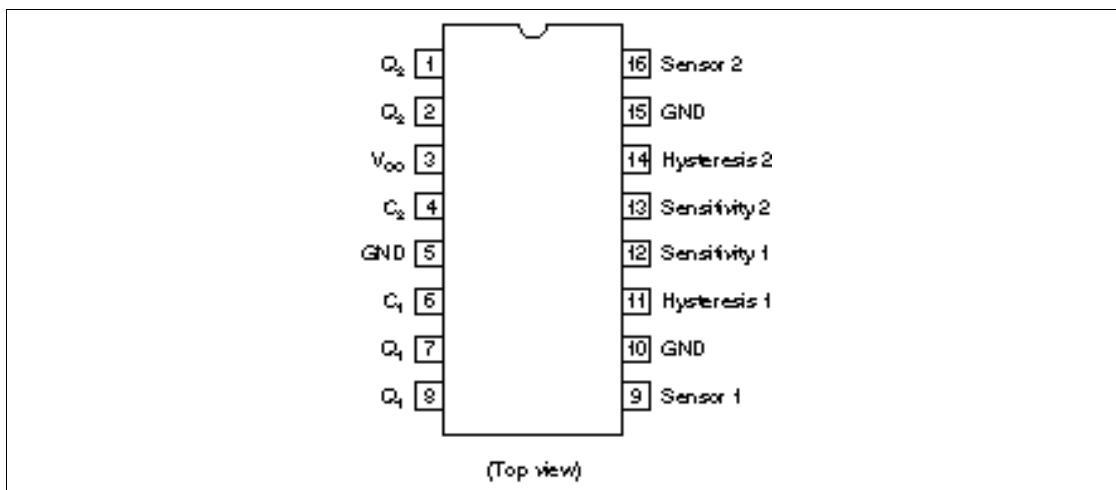 Q₂ 1 16 Sensor 2
Q₂ 2 15 GND
V꜀꜀ 3 14 Hysteresis 2
C₂ 4 13 Sensitivity 2
GND 5 12 Sensitivity 1
C₁ 6 11 Hysteresis 1
Q₁ 7 10 GND
Q₁ 8 9 Sensor 1
(Top view)